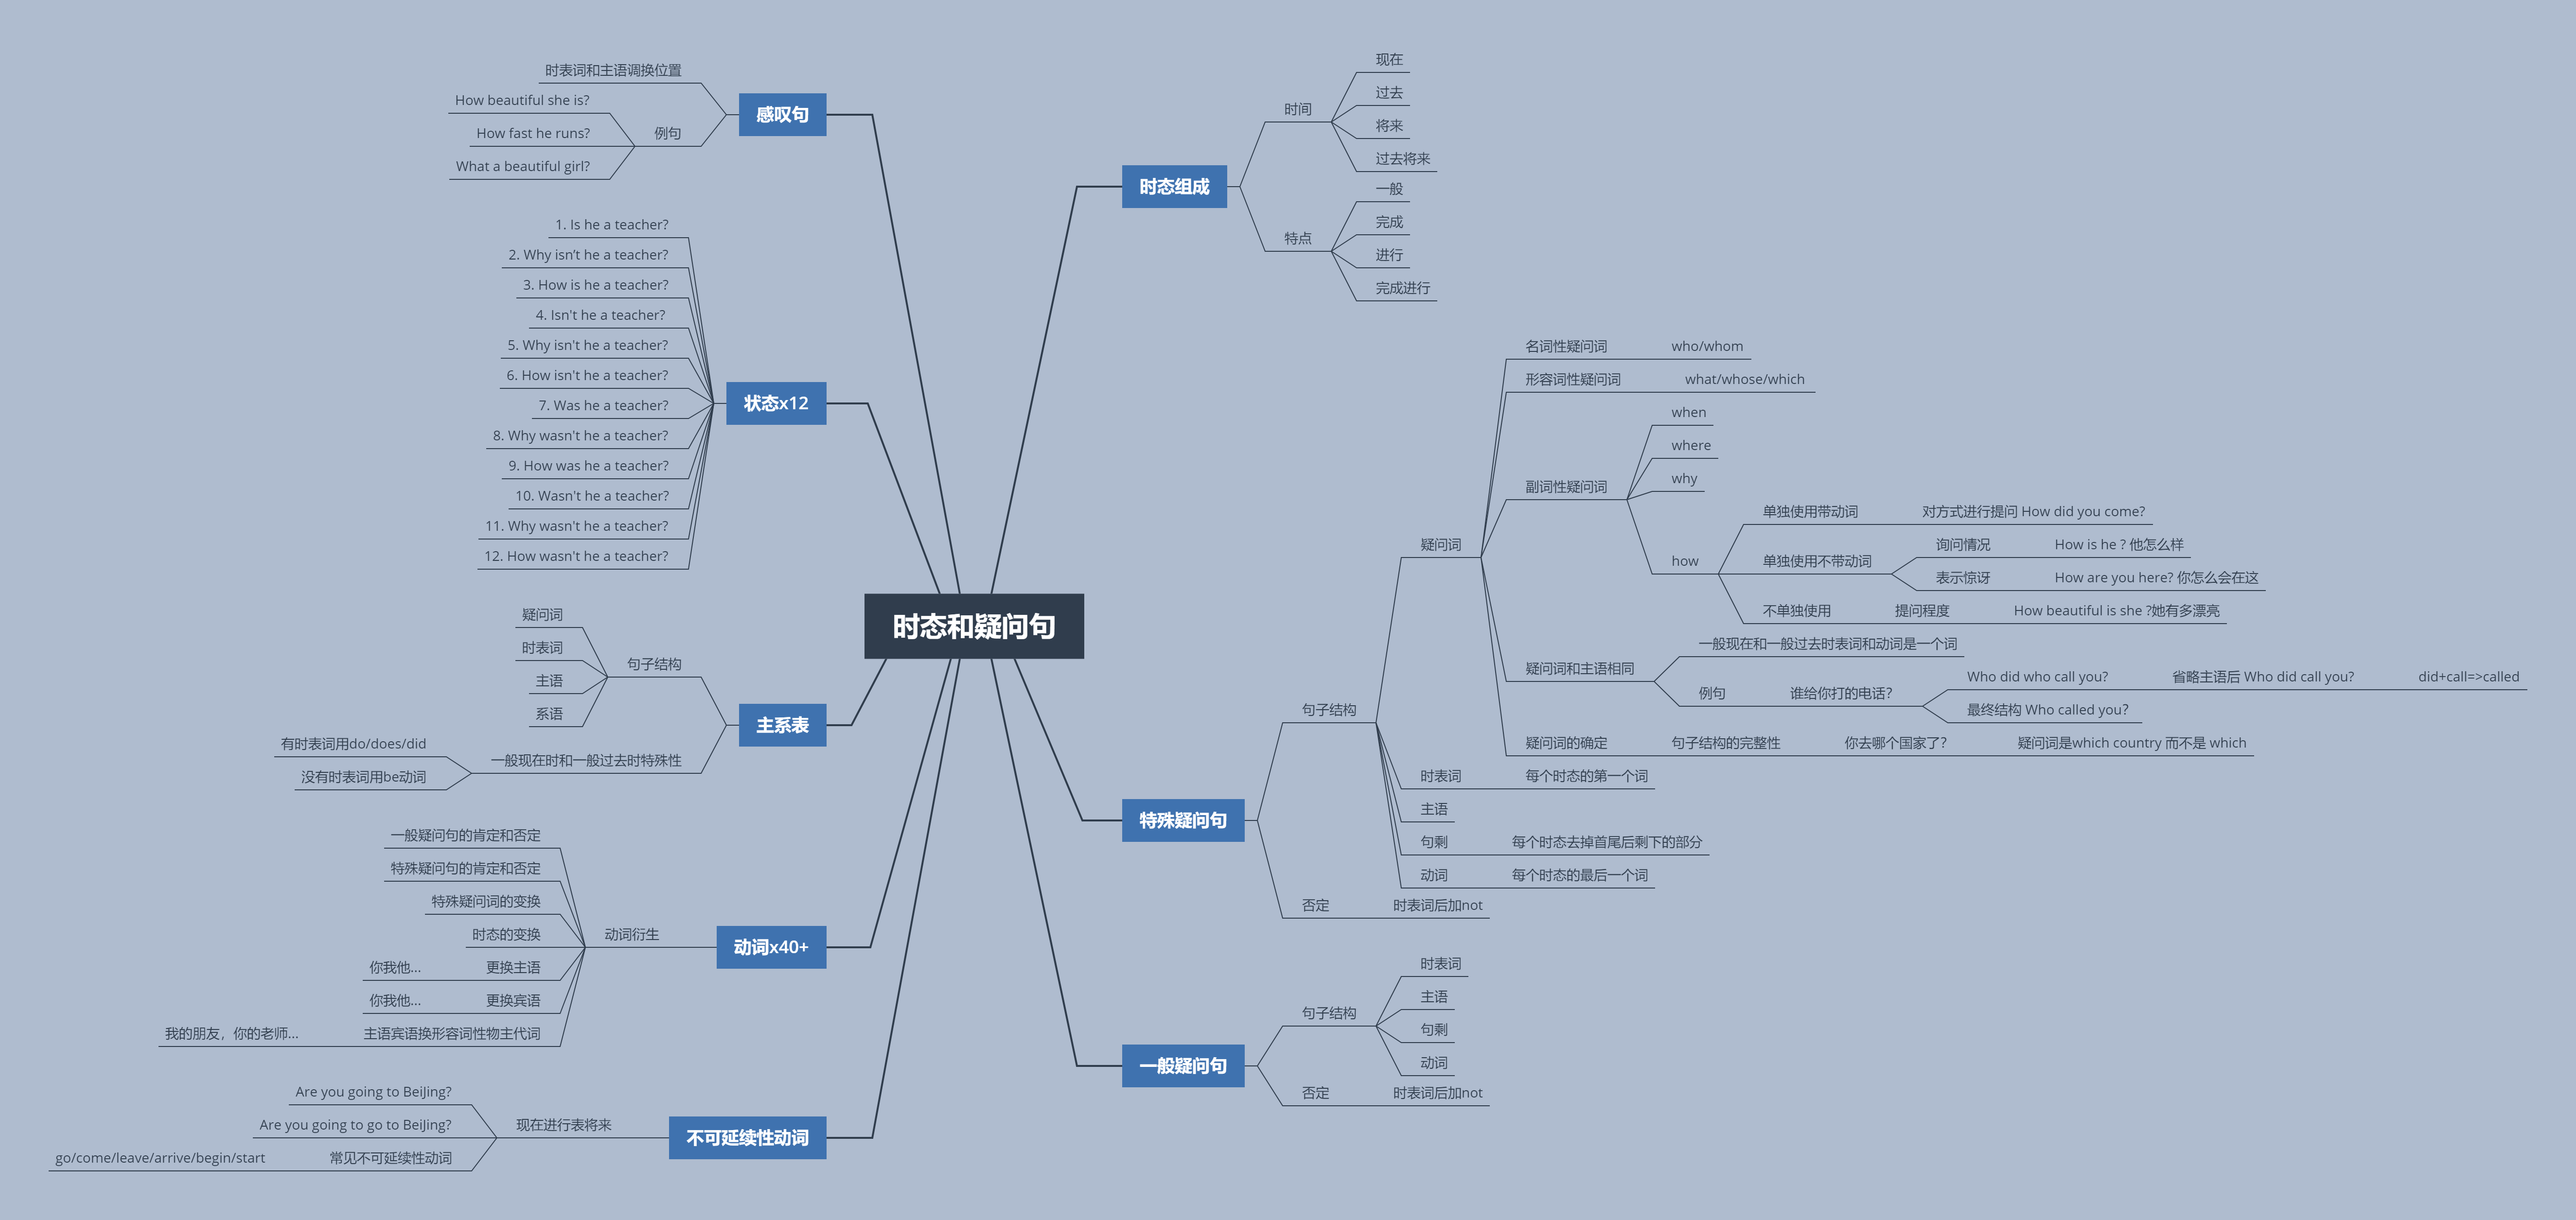 时态和疑问句
时态组成
时间
现在
过去
将来
过去将来
特点
一般
完成
进行
完成进行
特殊疑问句
句子结构
疑问词
名词性疑问词
who/whom
形容词性疑问词
what/whose/which
副词性疑问词
when
where
why
how
单独使用带动词
对方式进行提问 How did you come?
单独使用不带动词
询问情况
How is he ? 他怎么样
表示惊讶
How are you here? 你怎么会在这
不单独使用
提问程度
How beautiful is she ?她有多漂亮
疑问词和主语相同
一般现在和一般过去时表词和动词是一个词
例句
谁给你打的电话?
Who did who call you?
省略主语后 Who did call you?
did+call=>called
最终结构 Who called you?
疑问词的确定
句子结构的完整性
你去哪个国家了?
疑问词是which country 而不是 which
时表词
每个时态的第一个词
主语
句剩
每个时态去掉首尾后剩下的部分
动词
每个时态的最后一个词
否定
时表词后加not
一般疑问句
句子结构
时表词
主语
句剩
动词
否定
时表词后加not
感叹句
时表词和主语调换位置
例句
How beautiful she is?
How fast he runs?
What a beautiful girl?
状态x12
1. Is he a teacher?
2. Why isn’t he a teacher?
3. How is he a teacher?
4. Isn't he a teacher?
5. Why isn't he a teacher?
6. How isn't he a teacher?
7. Was he a teacher?
8. Why wasn't he a teacher?
9. How was he a teacher?
10. Wasn't he a teacher?
11. Why wasn't he a teacher?
12. How wasn't he a teacher?
主系表
句子结构
疑问词
时表词
主语
系语
一般现在时和一般过去时特殊性
有时表词用do/does/did
没有时表词用be动词
动词x40+
动词衍生
一般疑问句的肯定和否定
特殊疑问句的肯定和否定
特殊疑问词的变换
时态的变换
更换主语
你我他...
更换宾语
你我他...
主语宾语换形容词性物主代词
我的朋友，你的老师...
不可延续性动词
现在进行表将来
Are you going to BeiJing?
Are you going to go to BeiJing?
常见不可延续性动词
go/come/leave/arrive/begin/start